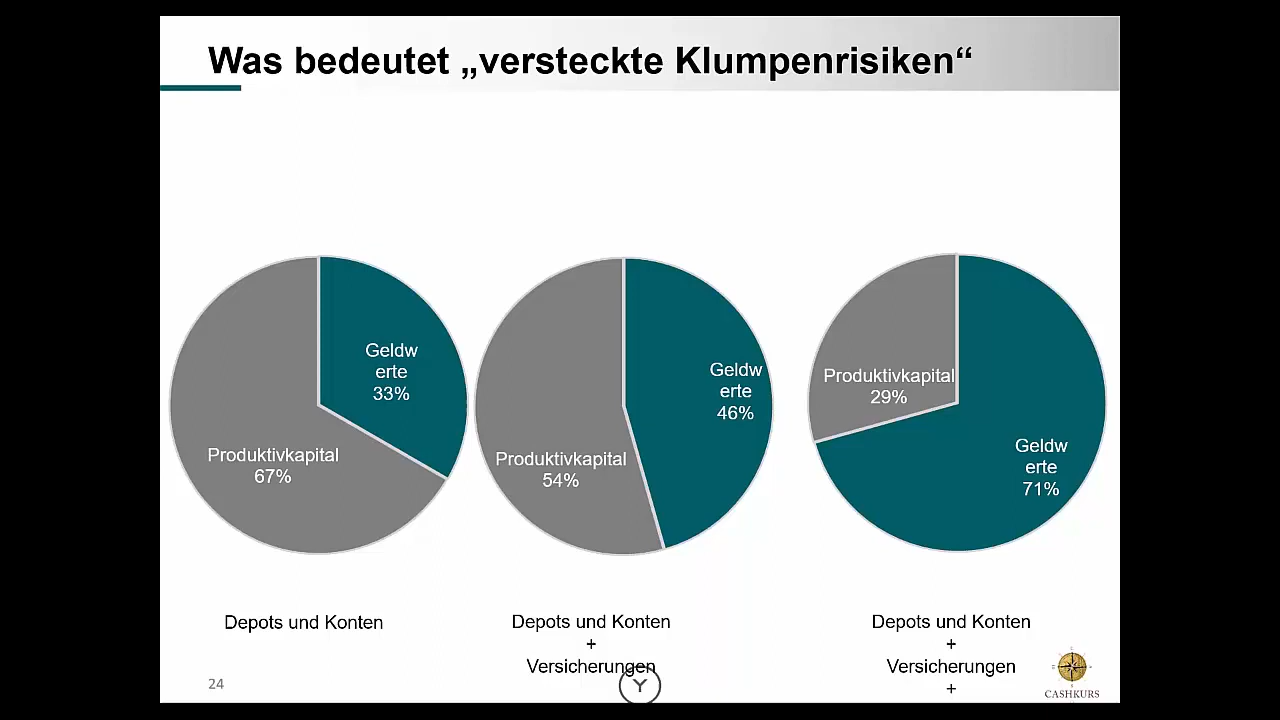 Was bedeutet „versteckte Klumpenrisiken“
Geldw
erte
33%
Produktivkapital
67%
Geldw
erte
46%
Produktivkapital
54%
Produktivkapital
29%
Geldw
erte
71%
Depots und Konten
Depots und Konten
+
Versicherungen
Depots und Konten
+
Versicherungen
+
24
Y
CASHKURS